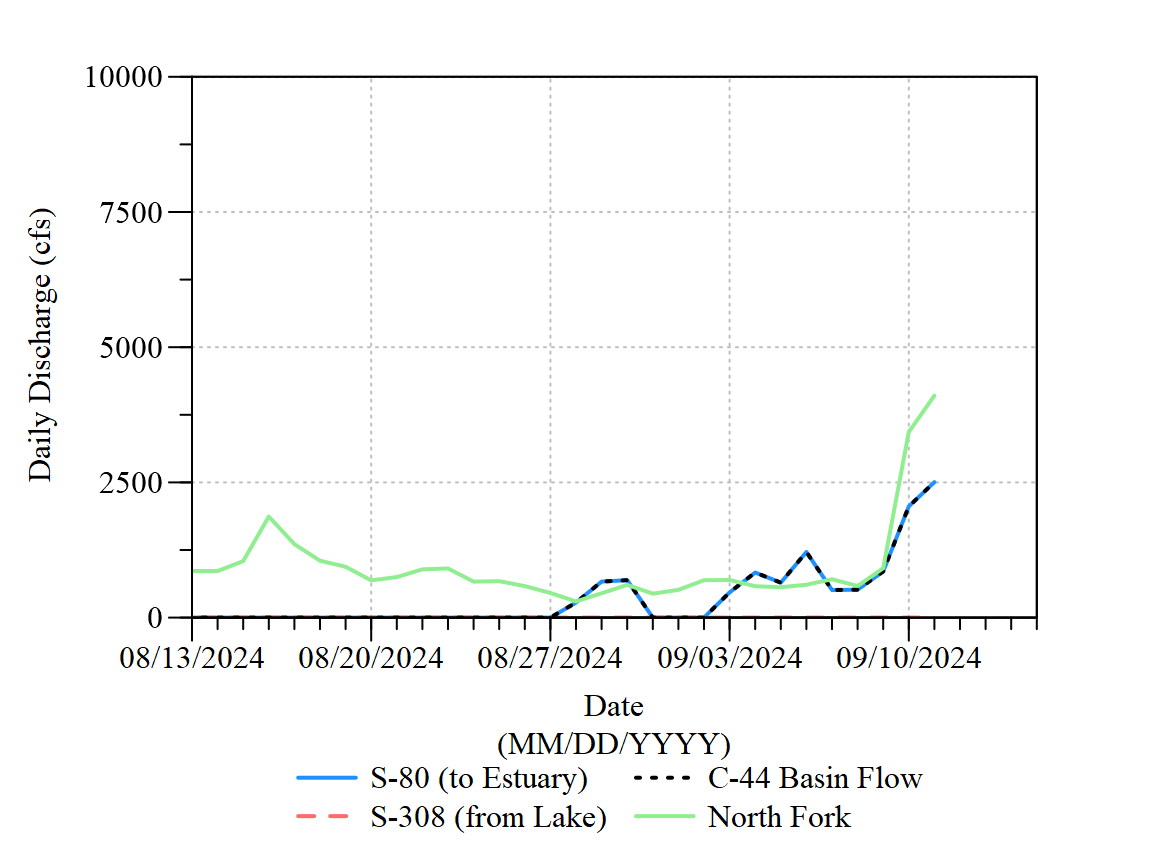 10000
7500
5000
2500
0
Daily Discharge (cfs)
08/13/2024 08/20/2024 08/27/2024 09/03/2024 09/10/2024
Date
(MM/DD/YYYY)
S-80 (to Estuary) C-44 Basin Flow
S-308 (from Lake) North Fork